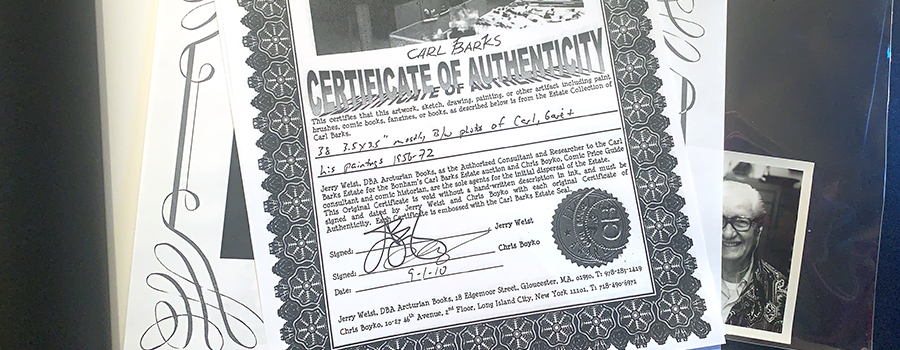 CARL BARKS
CERTIFICATE OF AUTHENTICITY
This certifies that this artwork, sketch, drawing, painting, or other artifact including paint
brushes, comic books, fanzines, or books, as described below is from the Estate Collection of
Carl Barks.
38 3.5x3.5" mostly, B/w photos of Carl, Garé +
his paintings 1956-72
Jerry Weist, DBA Arcturian Books, as the Authorized Consultant and Researcher to the Carl
Barks Estate for the Bonham's Carl Barks Estate auction and Chris Boyko, Comic Price Guide
consultant and comic historian, are the sole agents for the initial dispersal of the Estate.
This Original Certificate is void without a hand-written description in ink, and must be
signed and dated by Jerry Weist and Chris Boyko with each original Certificate of
Authenticity. Each Certificate is embossed with the Carl Barks Estate Seal.
Signed: Jerry Weist
Signed: Chris Boyko
Date: 9-1-10
CB
Jerry Weist, DBA Arcturian Books, 18 Edgemoor Street, Gloucester, MA, 01930, T: 978-283-1419
Chris Boyko, 10-27 46th Avenue, 2nd Floor, Long Island City, New York 11101, T: 718-490-6972